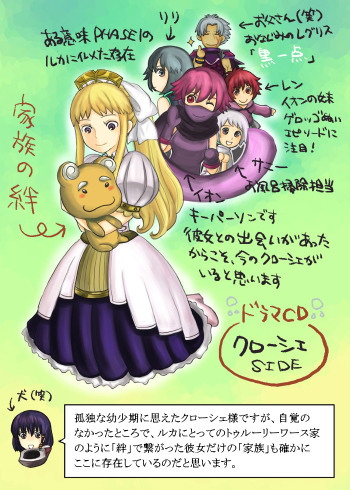 ある意味PHASE1の
ルカに似た存在
リリ
←お父さん(笑)
おなじみのレグリス
「黒一点」
←レン
イオンの妹
ゲロッゴぬい
エピソードに
注目!
サニー
お風呂掃除担当
イオン
家族の絆
キーパーソンです
彼女との出会いがあった
からこそ、今のクローシェが
いると思います
ドラマCD
クローシェ
SIDE
犬(笑)
孤独な幼少期に思えたクローシェ様ですが、自覚の
なかったところで、ルカにとってのトゥルーリーワース家
のように「絆」で繋がった彼女だけの「家族」も確かに
ここに存在しているのだと思います。